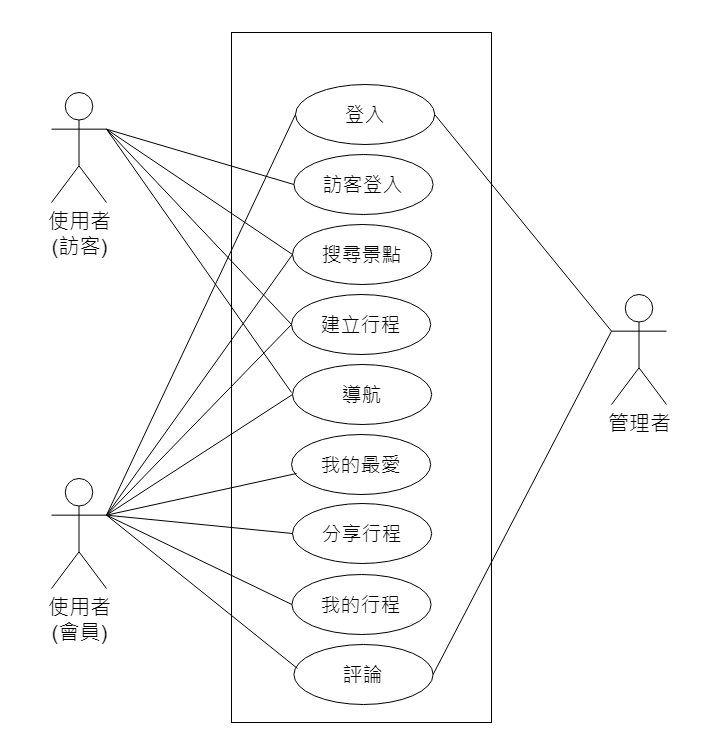 使用者
(訪客)
使用者
(會員)
登入
訪客登入
搜尋景點
建立行程
導航
我的最愛
分享行程
我的行程
評論
管理者